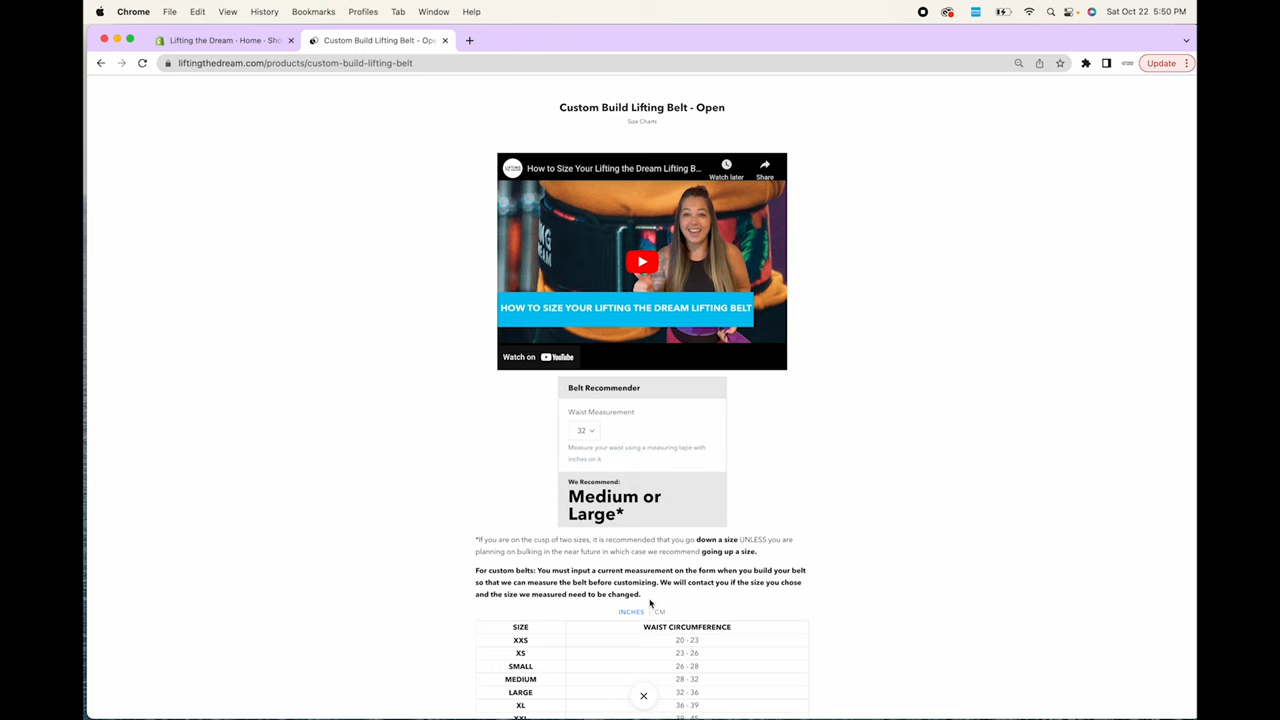 Chrome File Edit View History Bookmarks Profiles Tab Window Help Sat Oct 22 5:50 PM
Lifting the Dream · Home · Sho
Custom Build Lifting Belt – Ope
liftingthedream.com/products/custom-build-lifting-belt
Update
Custom Build Lifting Belt - Open
Size Charts
How to Size Your Lifting the Dream Lifting B...
Watch later
Share
HOW TO SIZE YOUR LIFTING THE DREAM LIFTING BELT
Watch on YouTube
Belt Recommender
Waist Measurement
32
Measure your waist using a measuring tape with
inches on it.
We Recommend:
Medium or
Large*
*If you are on the cusp of two sizes, it is recommended that you go down a size UNLESS you are
planning on bulking in the near future in which case we recommend going up a size.
For custom belts: You must input a current measurement on the form when you build your belt
so that we can measure the belt before customizing. We will contact you if the size you chose
and the size we measured need to be changed.
INCHES CM
SIZE WAIST CIRCUMFERENCE
XXS 20 - 23
XS 23 - 26
SMALL 26 - 28
MEDIUM 28 - 32
LARGE 32 - 36
XL 36 - 39